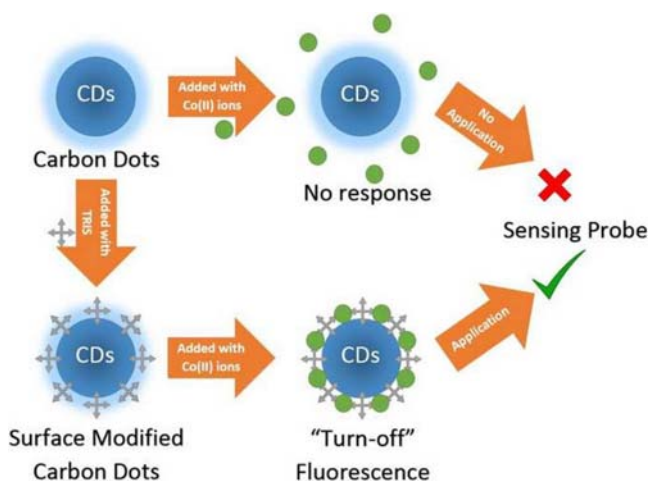 CDs
Added with
Co(II) ions
CDs
No
Application
Carbon Dots
No response
Added with
TRIS
Sensing Probe
CDs
Added with
Co(II) ions
CDs
Application
Surface Modified
Carbon Dots
“Turn-off”
Fluorescence